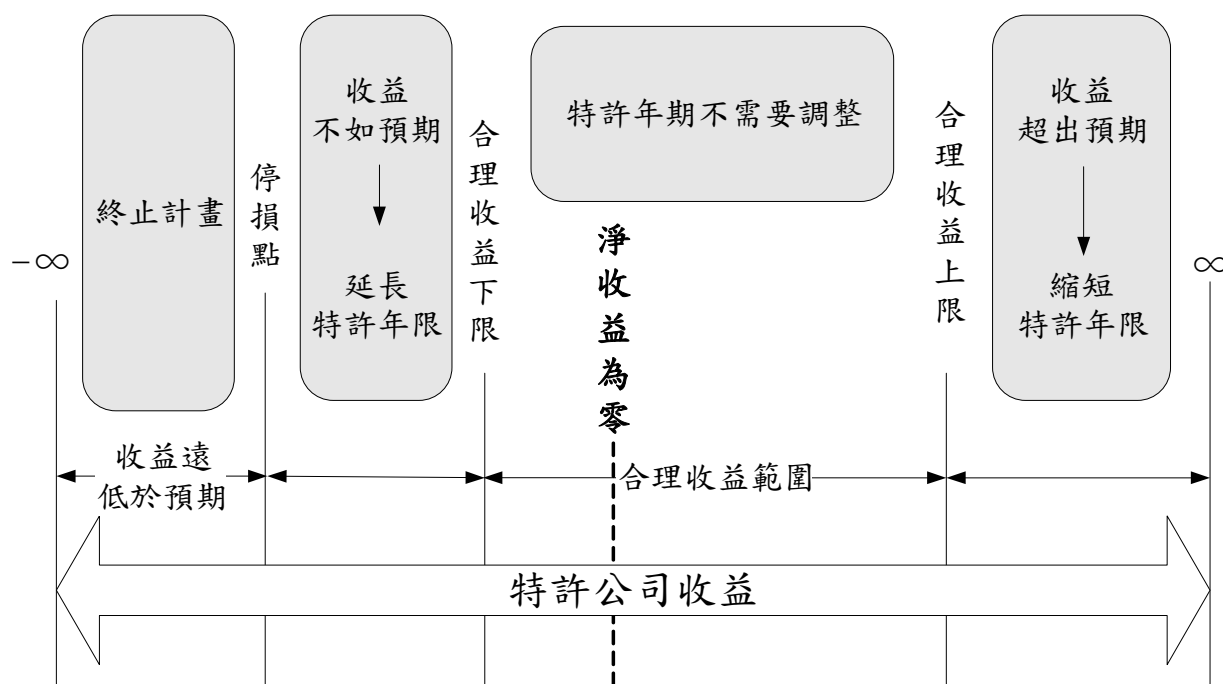 −∞
終止計畫
停損點
收益
不如預期
延長
特許年限
合理收益下限
特許年期不需要調整
淨收益為零
合理收益上限
收益
超出預期
縮短
特許年限
∞
收益遠
低於預期
合理收益範圍
特許公司收益